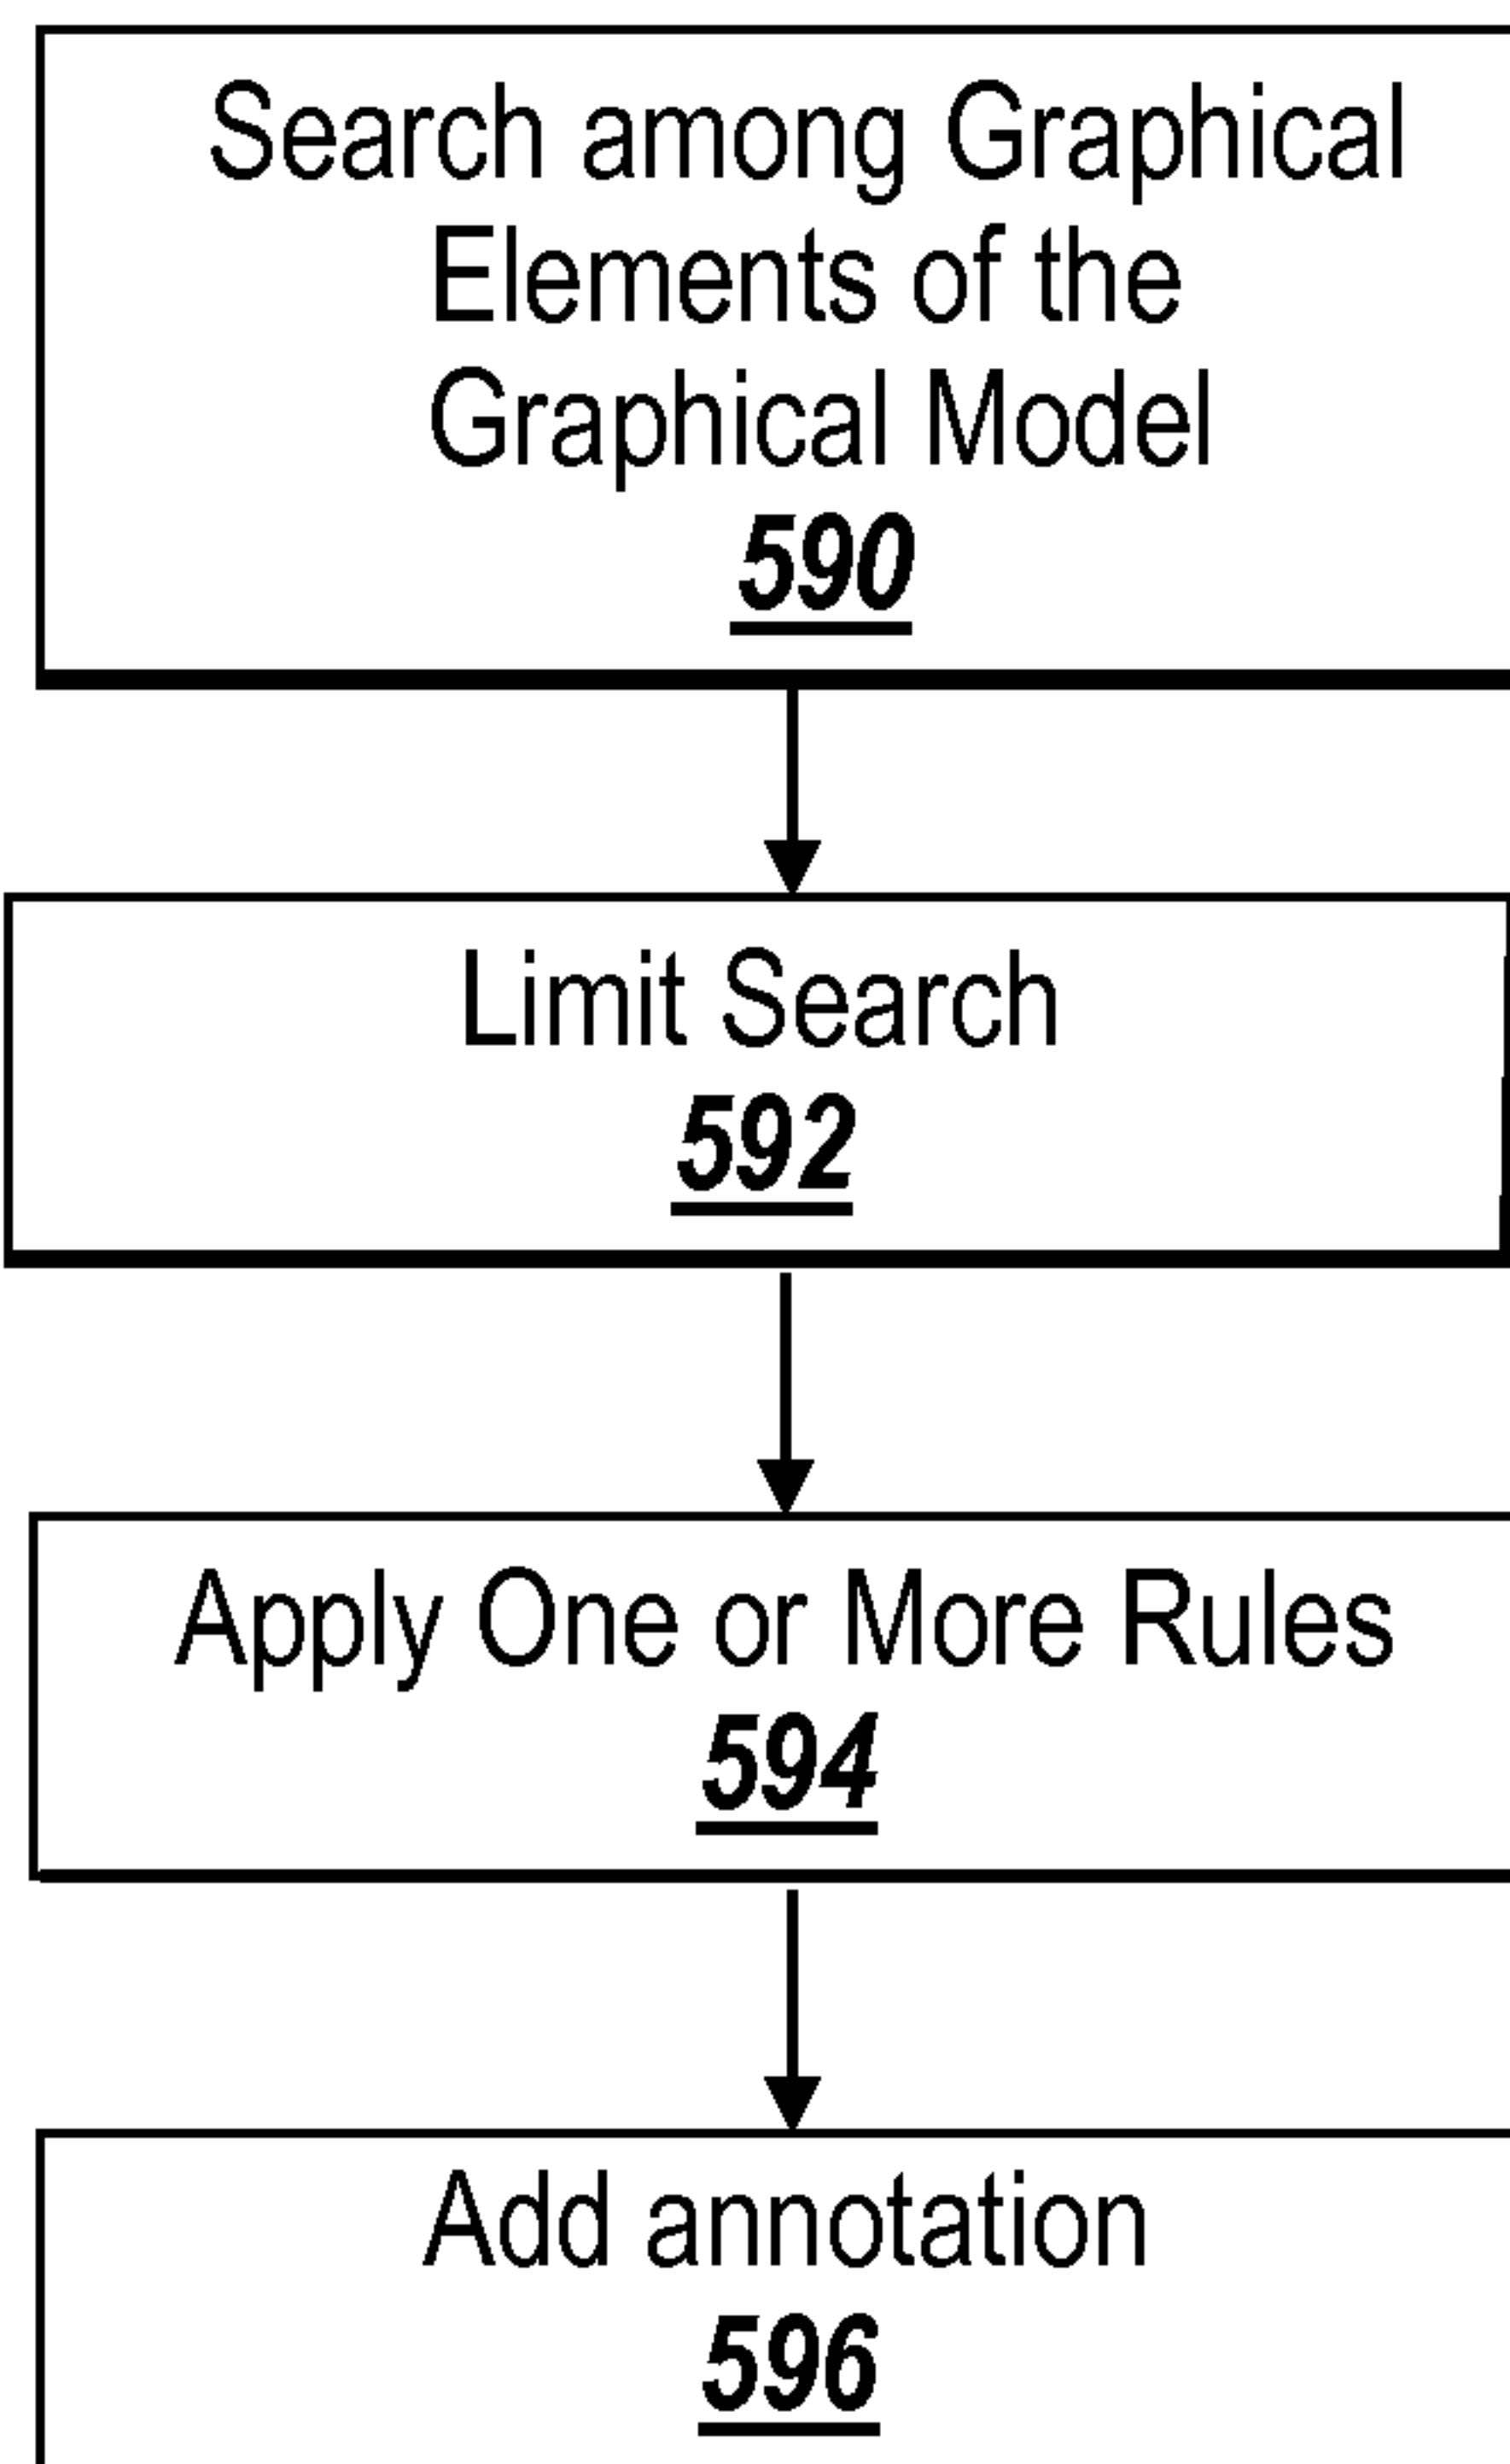 Search among Graphical
Elements of the
Graphical Model
590
Limit Search
592
Apply One or More Rules
594
Add annotation
596